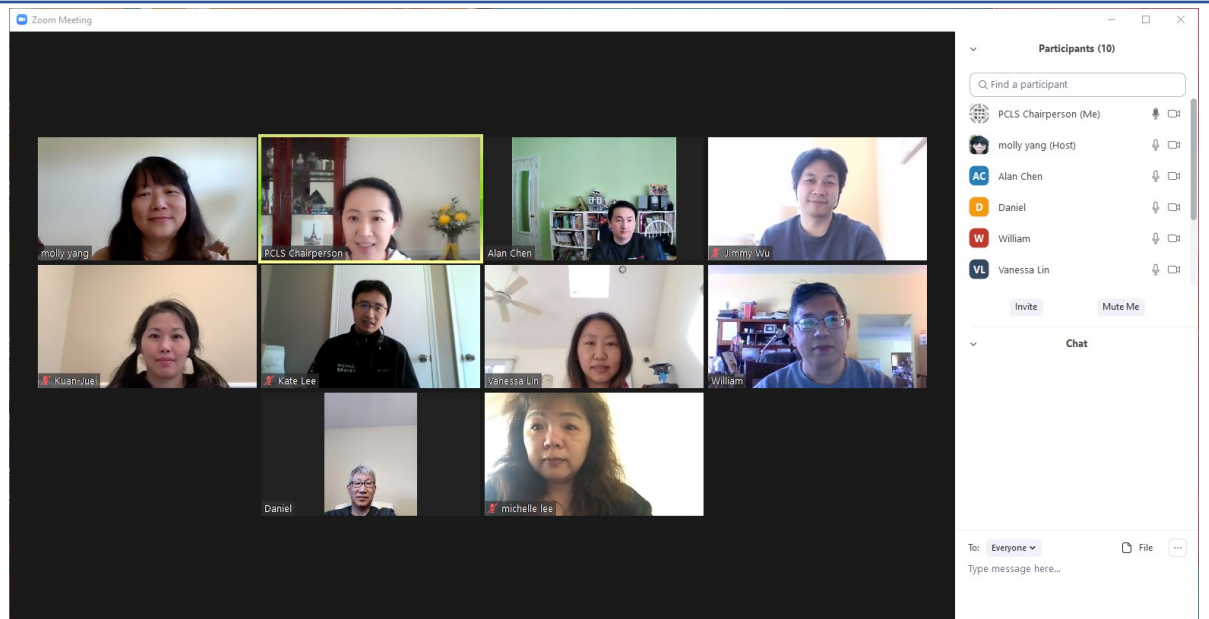 Zoom Meeting
Participants (10)
Find a participant
PCLS Chairperson (Me)
molly yang (Host)
AC Alan Chen
D Daniel
W William
VL Vanessa Lin
Invite Mute Me
Chat
molly yang
PCLS Chairperson
Alan Chen
Jimmy Wu
Kuan-Juei
Kate Lee
Vanessa Lin
William
Daniel
michelle lee
To: Everyone File ...
Type message here...